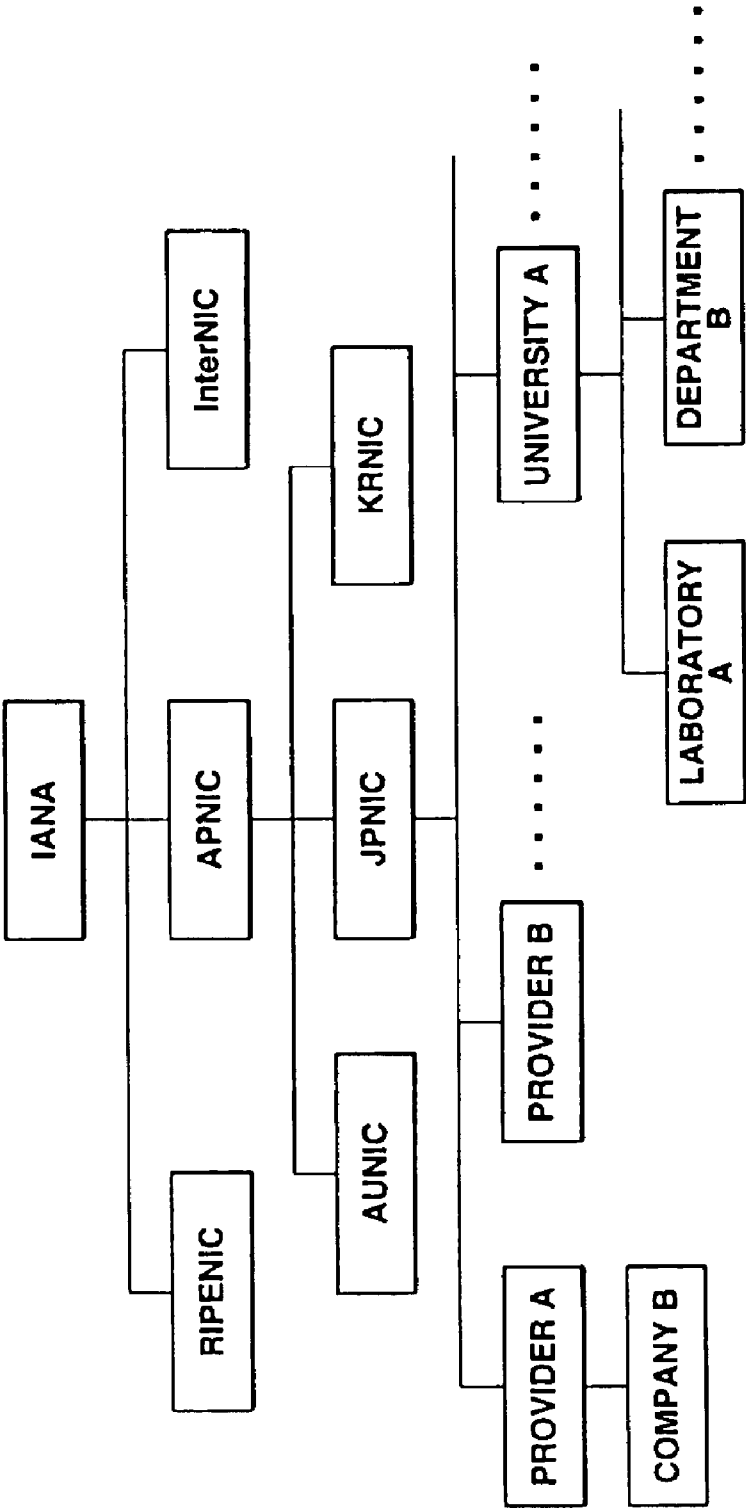 IANA
RIPENIC
APNIC
InterNIC
AUNIC
JPNIC
KRNIC
PROVIDER A
PROVIDER B
UNIVERSITY A
COMPANY B
LABORATORY
A
DEPARTMENT
B